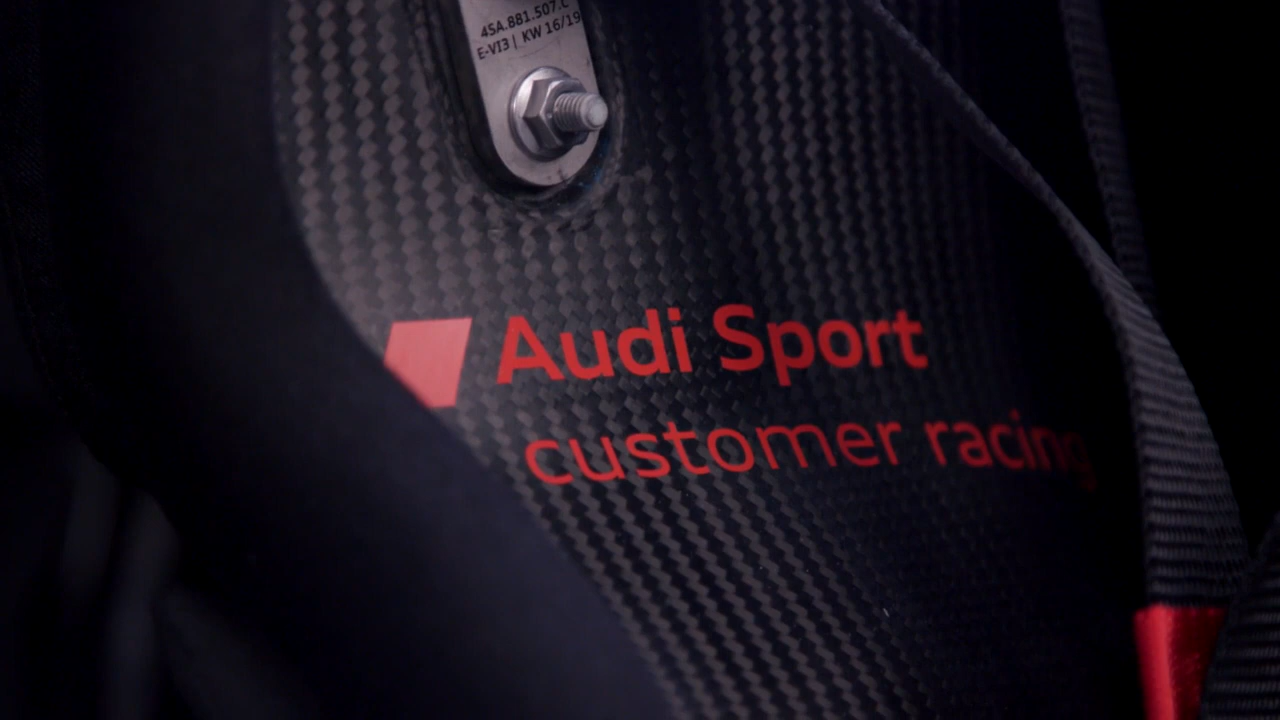 4SA.881.507.C
E-VI3 | KW 16/19
Audi Sport
customer racing